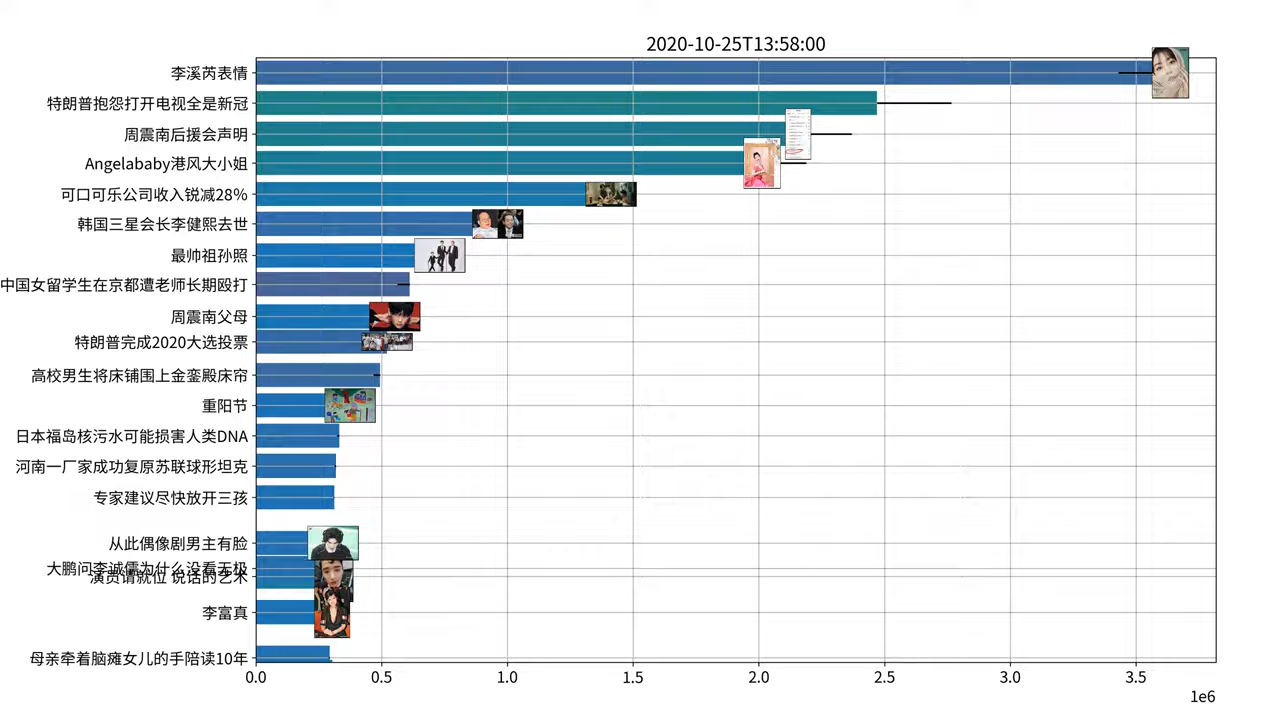 2020-10-25T13:58:00
李溪芮表情
特朗普抱怨打开电视全是新冠
周震南后援会声明
Angelababy港风大小姐
可口可乐公司收入锐减28%
韩国三星会长李健熙去世
最帅祖孙照
中国女留学生在京都遭老师长期殴打
周震南父母
特朗普完成2020大选投票
高校男生将床铺围上金銮殿床帘
重阳节
日本福岛核污水可能损害人类DNA
河南一厂家成功复原苏联球形坦克
专家建议尽快放开三孩
从此偶像剧男主有脸
大鹏问李诚儒为什么没看无极
演员请就位 说话的艺术
李富真
母亲牵着脑瘫女儿的手陪读10年
0.0 0.5 1.0 1.5 2.0 2.5 3.0 3.5
1e6